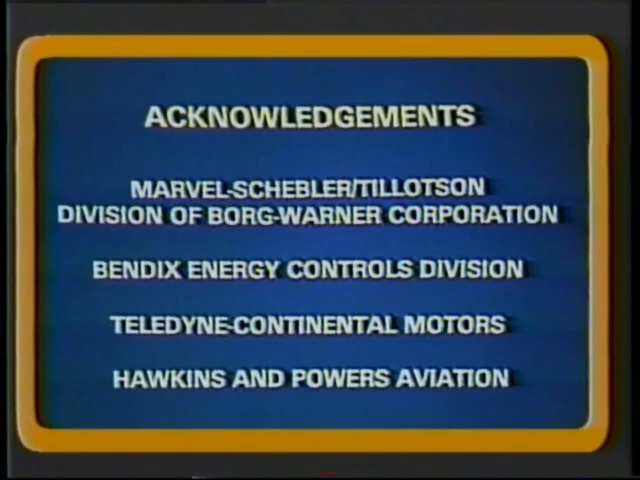 ACKNOWLEDGEMENTS
MARVEL-SCHEBLER/TILLOTSON
DIVISION OF BORG-WARNER CORPORATION
BENDIX ENERGY CONTROLS DIVISION
TELEDYNE-CONTINENTAL MOTORS
HAWKINS AND POWERS AVIATION